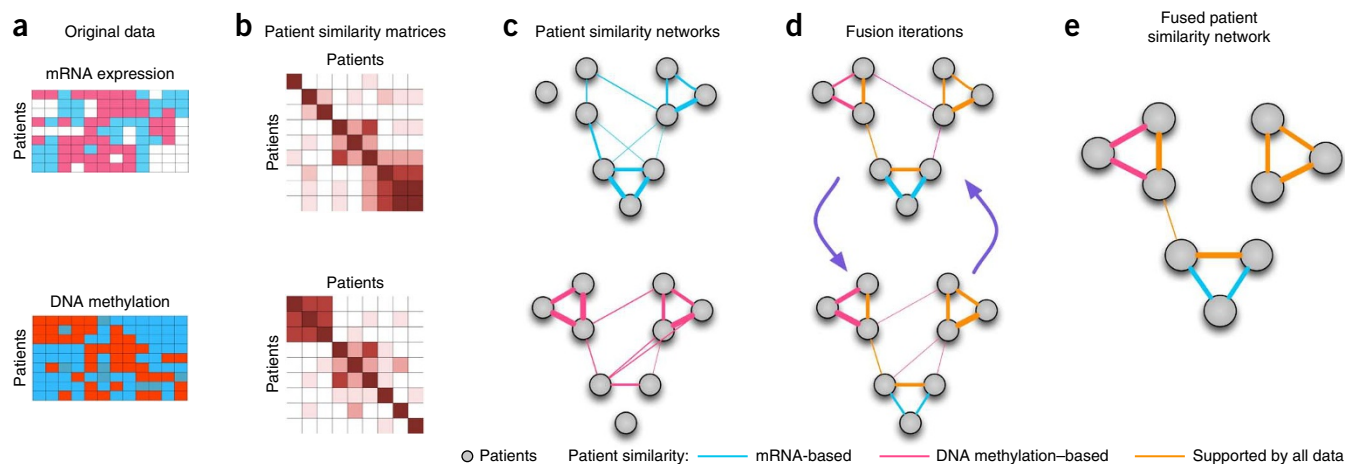 a
Original data
mRNA expression
Patients
DNA methylation
Patients
b
Patient similarity matrices
Patients
Patients
Patients
Patients
c
Patient similarity networks
d
Fusion iterations
e
Fused patient
similarity network
Patients
Patient similarity:
mRNA-based
DNA methylation–based
Supported by all data